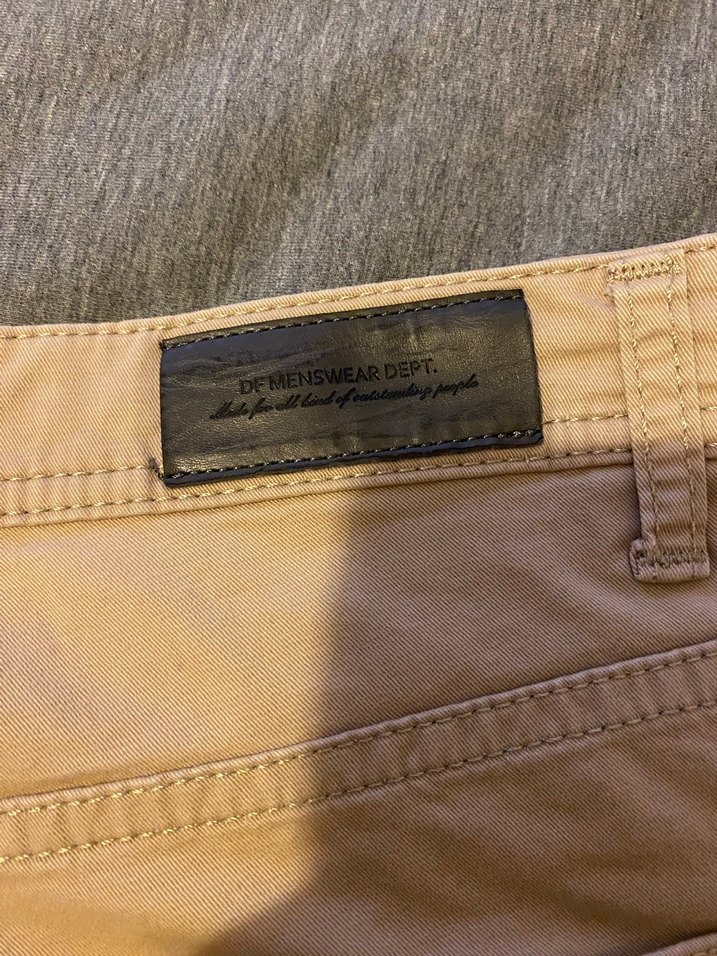 DF MENSWEAR DEPT.
Made for all kind of outstanding people